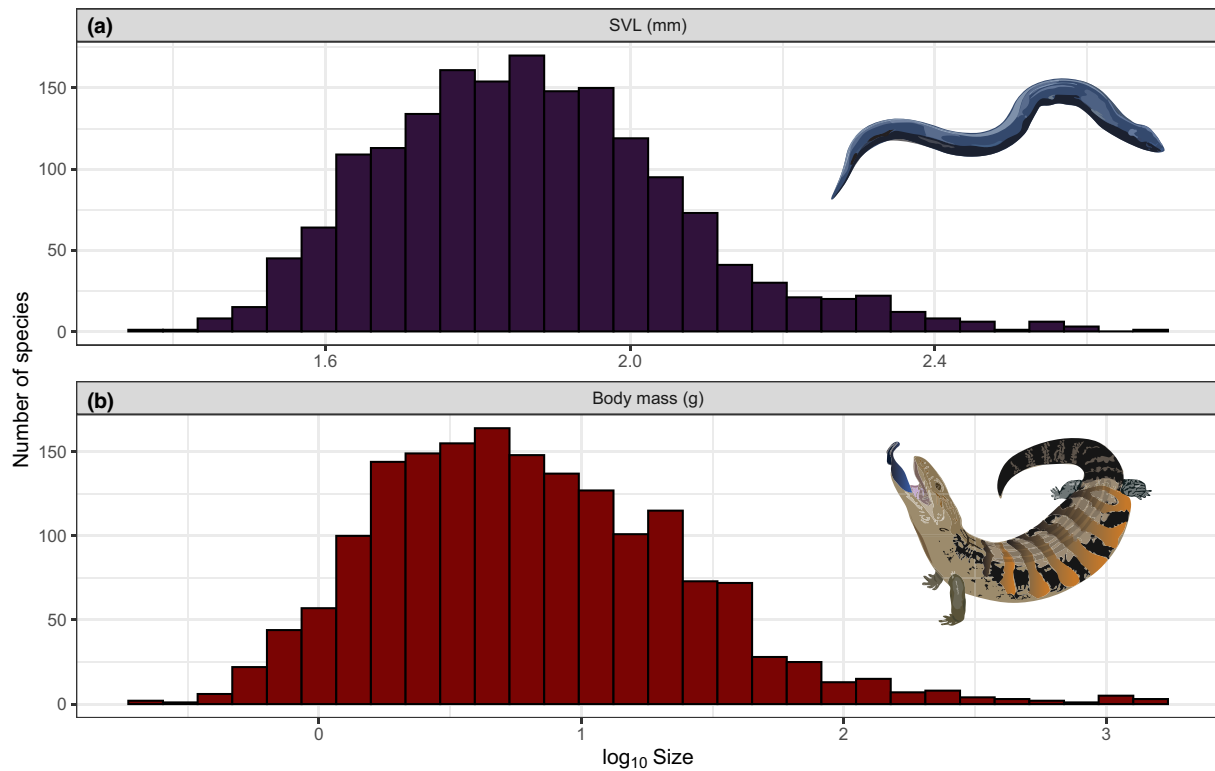 (a)
SVL (mm)
150
100
50
0
1.6 2.0 2.4
(b)
Body mass (g)
150
100
50
0
0 1 2 3
Number of species
log₁₀ Size